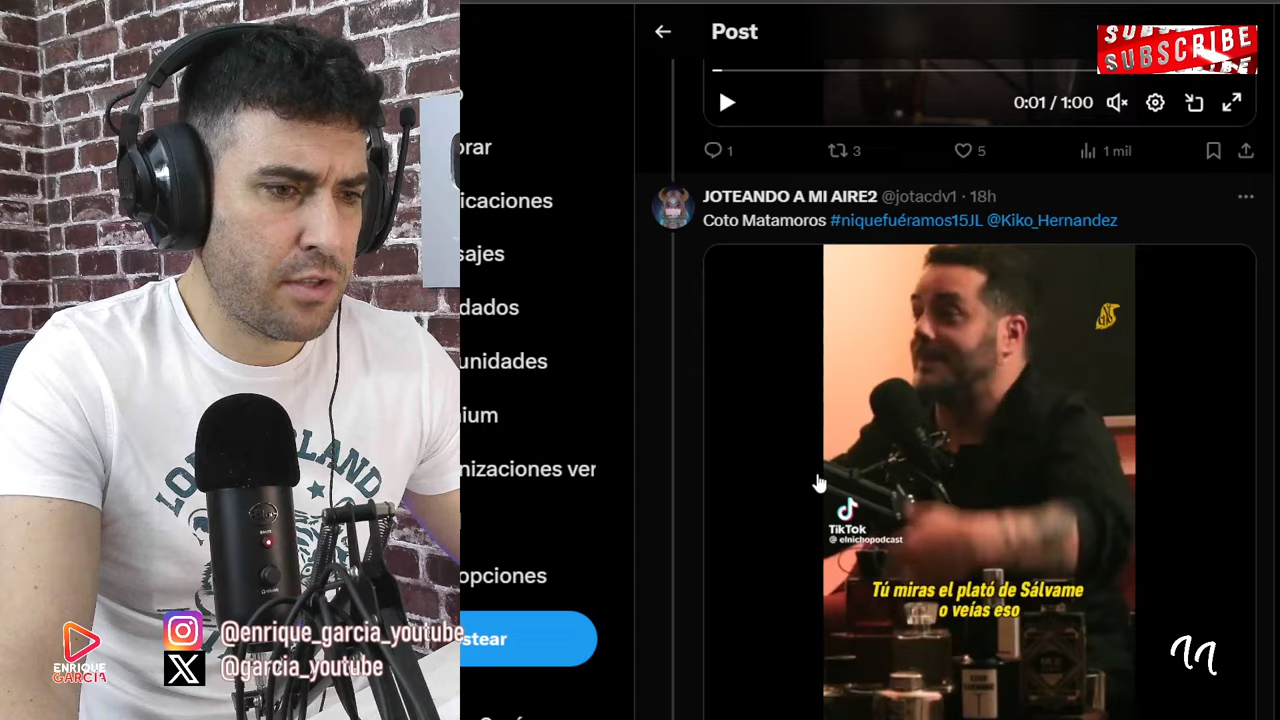 Post
SUBSCRIBE
SUBSCRIBE
0:01 / 1:00
1
3
5
1 mil
JOTEANDO A MI AIRE2 @jotacdv1 · 18h
Coto Matamoros #niquefuéramos15JL @Kiko_Hernandez
orar
icaciones
sajes
dados
unidades
ium
nizaciones ver
opciones
stear
TikTok
@elnichopodcast
Tú miras el plató de Sálvame
o veías eso
ENRIQUE
GARCIA
@enrique_garcia_youtube
@garcia_youtube